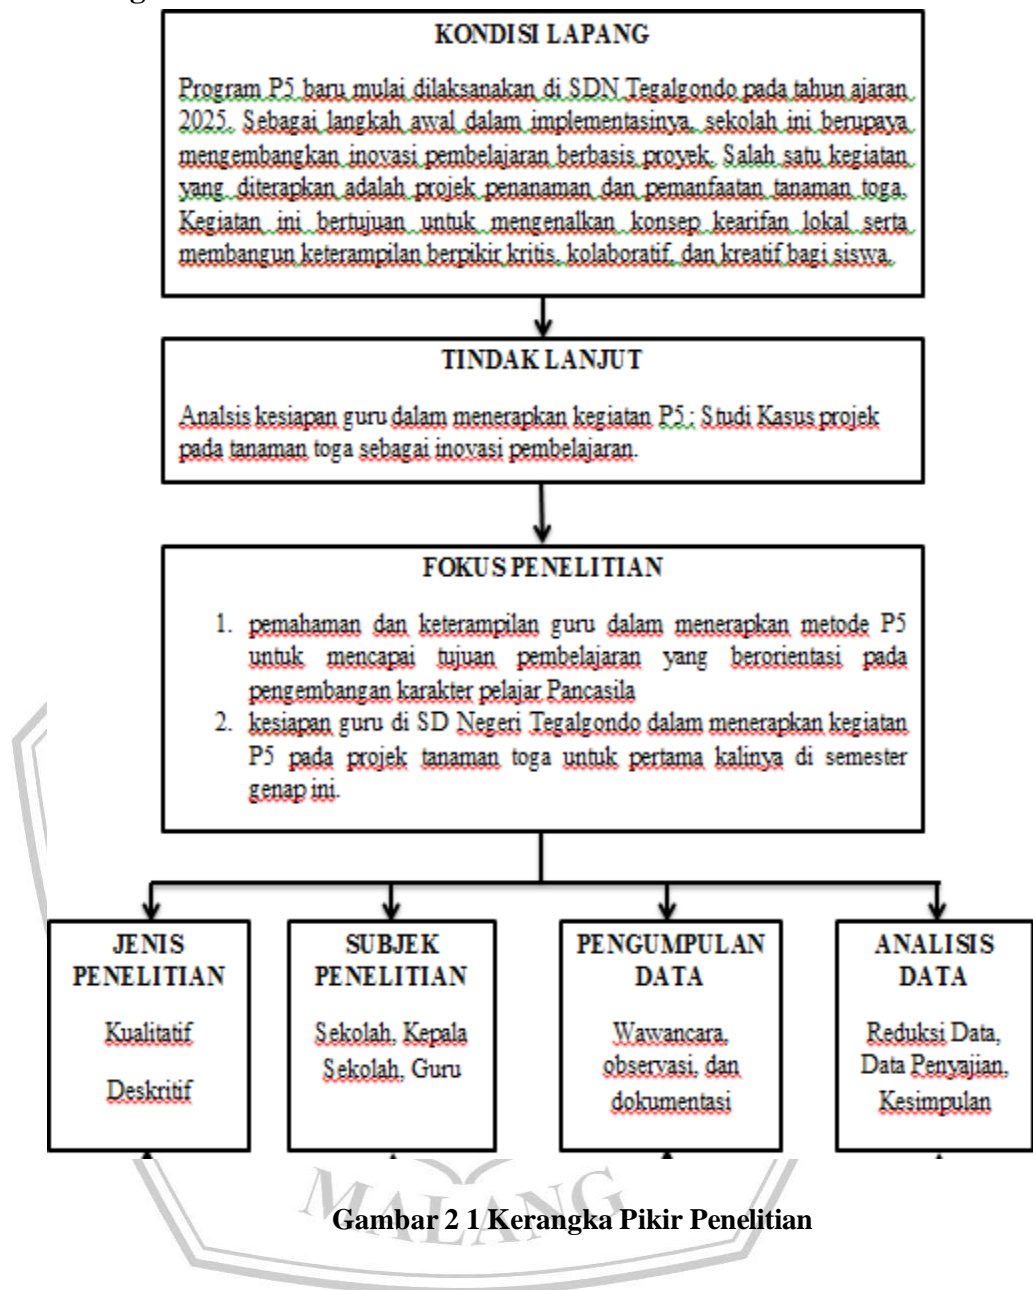 KONDISI LAPANG
Program P5 baru mulai dilaksanakan di SDN Tegalgondo pada tahun ajaran
2025. Sebagai langkah awal dalam implementasinya, sekolah ini berupaya
mengembangkan inovasi pembelajaran berbasis proyek. Salah satu kegiatan
yang diterapkan adalah projek penanaman dan pemanfaatan tanaman toga.
Kegiatan ini bertujuan untuk mengenalkan konsep kearifan lokal serta
membangun keterampilan berpikir kritis, kolaboratif, dan kreatif bagi siswa.
TINDAK LANJUT
Analsis kesiapan guru dalam menerapkan kegiatan P5 : Studi Kasus projek
pada tanaman toga sebagai inovasi pembelajaran.
FOKUS PENELITIAN
1. pemahaman dan keterampilan guru dalam menerapkan metode P5
untuk mencapai tujuan pembelajaran yang berorientasi pada
pengembangan karakter pelajar Pancasila
2. kesiapan guru di SD Negeri Tegalgondo dalam menerapkan kegiatan
P5 pada projek tanaman toga untuk pertama kalinya di semester
genap ini.
JENIS
PENELITIAN
Kualitatif
Deskritif
SUBJEK
PENELITIAN
Sekolah, Kepala
Sekolah, Guru
PENGUMPULAN
DATA
Wawancara,
observasi, dan
dokumentasi
ANALISIS
DATA
Reduksi Data,
Data Penyajian,
Kesimpulan
MALANG
Gambar 2 1 Kerangka Pikir Penelitian